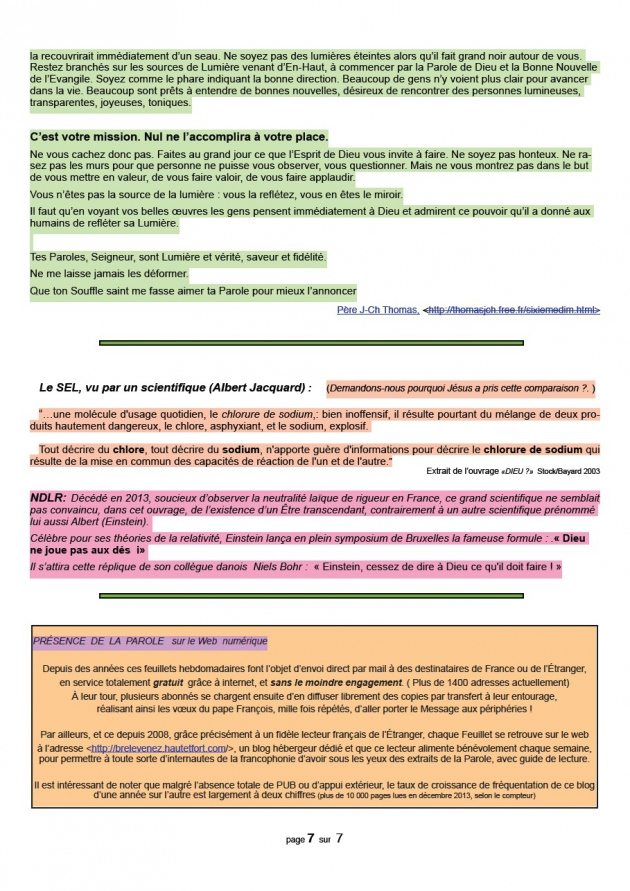 la recouvrirait immédiatement d'un seau. Ne soyez pas des lumières éteintes alors qu'il fait grand noir autour de vous.
Restez branchés sur les sources de Lumière venant d'En-Haut, à commencer par la Parole de Dieu et la Bonne Nouvelle
de l'Evangile. Soyez comme le phare indiquant la bonne direction. Beaucoup de gens n'y voient plus clair pour avancer
dans la vie. Beaucoup sont prêts à entendre de bonnes nouvelles, désireux de rencontrer des personnes lumineuses,
transparentes, joyeuses, toniques.
C'est votre mission. Nul ne l'accomplira à votre place.
Ne vous cachez donc pas. Faites au grand jour ce que l'Esprit de Dieu vous invite à faire. Ne soyez pas honteux. Ne ra-
sez pas les murs pour que personne ne puisse vous observer, vous questionner. Mais ne vous montrez pas dans le but
de vous mettre en valeur, de vous faire valoir, de vous faire applaudir.
Vous n'êtes pas la source de la lumière : vous la reflétez, vous en êtes le miroir.
Il faut qu'en voyant vos belles œuvres les gens pensent immédiatement à Dieu et admirent ce pouvoir qu'il a donné aux
humains de refléter sa Lumière.
Tes Paroles, Seigneur, sont Lumière et vérité, saveur et fidélité.
Ne me laisse jamais les déformer.
Que ton Souffle saint me fasse aimer ta Parole pour mieux l'annoncer
Père J-Ch Thomas, <http://thomasjch.free.fr/sixiemedim.html>
Le SEL, vu par un scientifique (Albert Jacquard) : (Demandons-nous pourquoi Jésus a pris cette comparaison ?. )
"…une molécule d'usage quotidien, le chlorure de sodium,: bien inoffensif, il résulte pourtant du mélange de deux pro-
duits hautement dangereux, le chlore, asphyxiant, et le sodium, explosif.
Tout décrire du chlore, tout décrire du sodium, n'apporte guère d'informations pour décrire le chlorure de sodium qui
résulte de la mise en commun des capacités de réaction de l'un et de l'autre."
Extrait de l'ouvrage «DIEU ?» Stock/Bayard 2003
NDLR: Décédé en 2013, soucieux d'observer la neutralité laïque de rigueur en France, ce grand scientifique ne semblait
pas convaincu, dans cet ouvrage, de l'existence d'un Être transcendant, contrairement à un autre scientifique prénommé
lui aussi Albert (Einstein).
Célèbre pour ses théories de la relativité, Einstein lança en plein symposium de Bruxelles la fameuse formule : .« Dieu
ne joue pas aux dés i»
Il s'attira cette réplique de son collègue danois Niels Bohr : « Einstein, cessez de dire à Dieu ce qu'il doit faire ! »
PRÉSENCE DE LA PAROLE sur le Web numérique
Depuis des années ces feuillets hebdomadaires font l'objet d'envoi direct par mail à des destinataires de France ou de l'Étranger,
en service totalement gratuit grâce à internet, et sans le moindre engagement. ( Plus de 1400 adresses actuellement)
À leur tour, plusieurs abonnés se chargent ensuite d'en diffuser librement des copies par transfert à leur entourage,
réalisant ainsi les vœux du pape François, mille fois répétés, d'aller porter le Message aux périphéries !
Par ailleurs, et ce depuis 2008, grâce précisément à un fidèle lecteur français de l'Étranger, chaque Feuillet se retrouve sur le web
à l'adresse <http://brelevenez.hautetfort.com/>, un blog hébergeur dédié et que ce lecteur alimente bénévolement chaque semaine,
pour permettre à toute sorte d'internautes de la francophonie d'avoir sous les yeux des extraits de la Parole, avec guide de lecture.
Il est intéressant de noter que malgré l'absence totale de PUB ou d'appui extérieur, le taux de croissance de fréquentation de ce blog
d'une année sur l'autre est largement à deux chiffres (plus de 10 000 pages lues en décembre 2013, selon le compteur)
page 7 sur 7